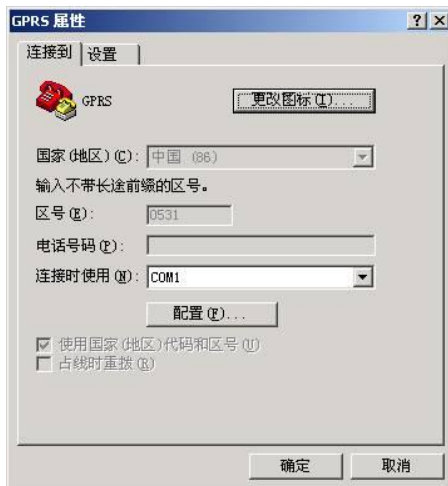 GPRS 属性
连接到 设置
GPRS 更改图标(I)...
国家(地区)(C): 中国 (86)
输入不带长途前缀的区号。
区号(E): 0531
电话号码(P):
连接时使用(N): COM1
配置(F)...
使用国家(地区)代码和区号(U)
占线时重拨(R)
确定 取消